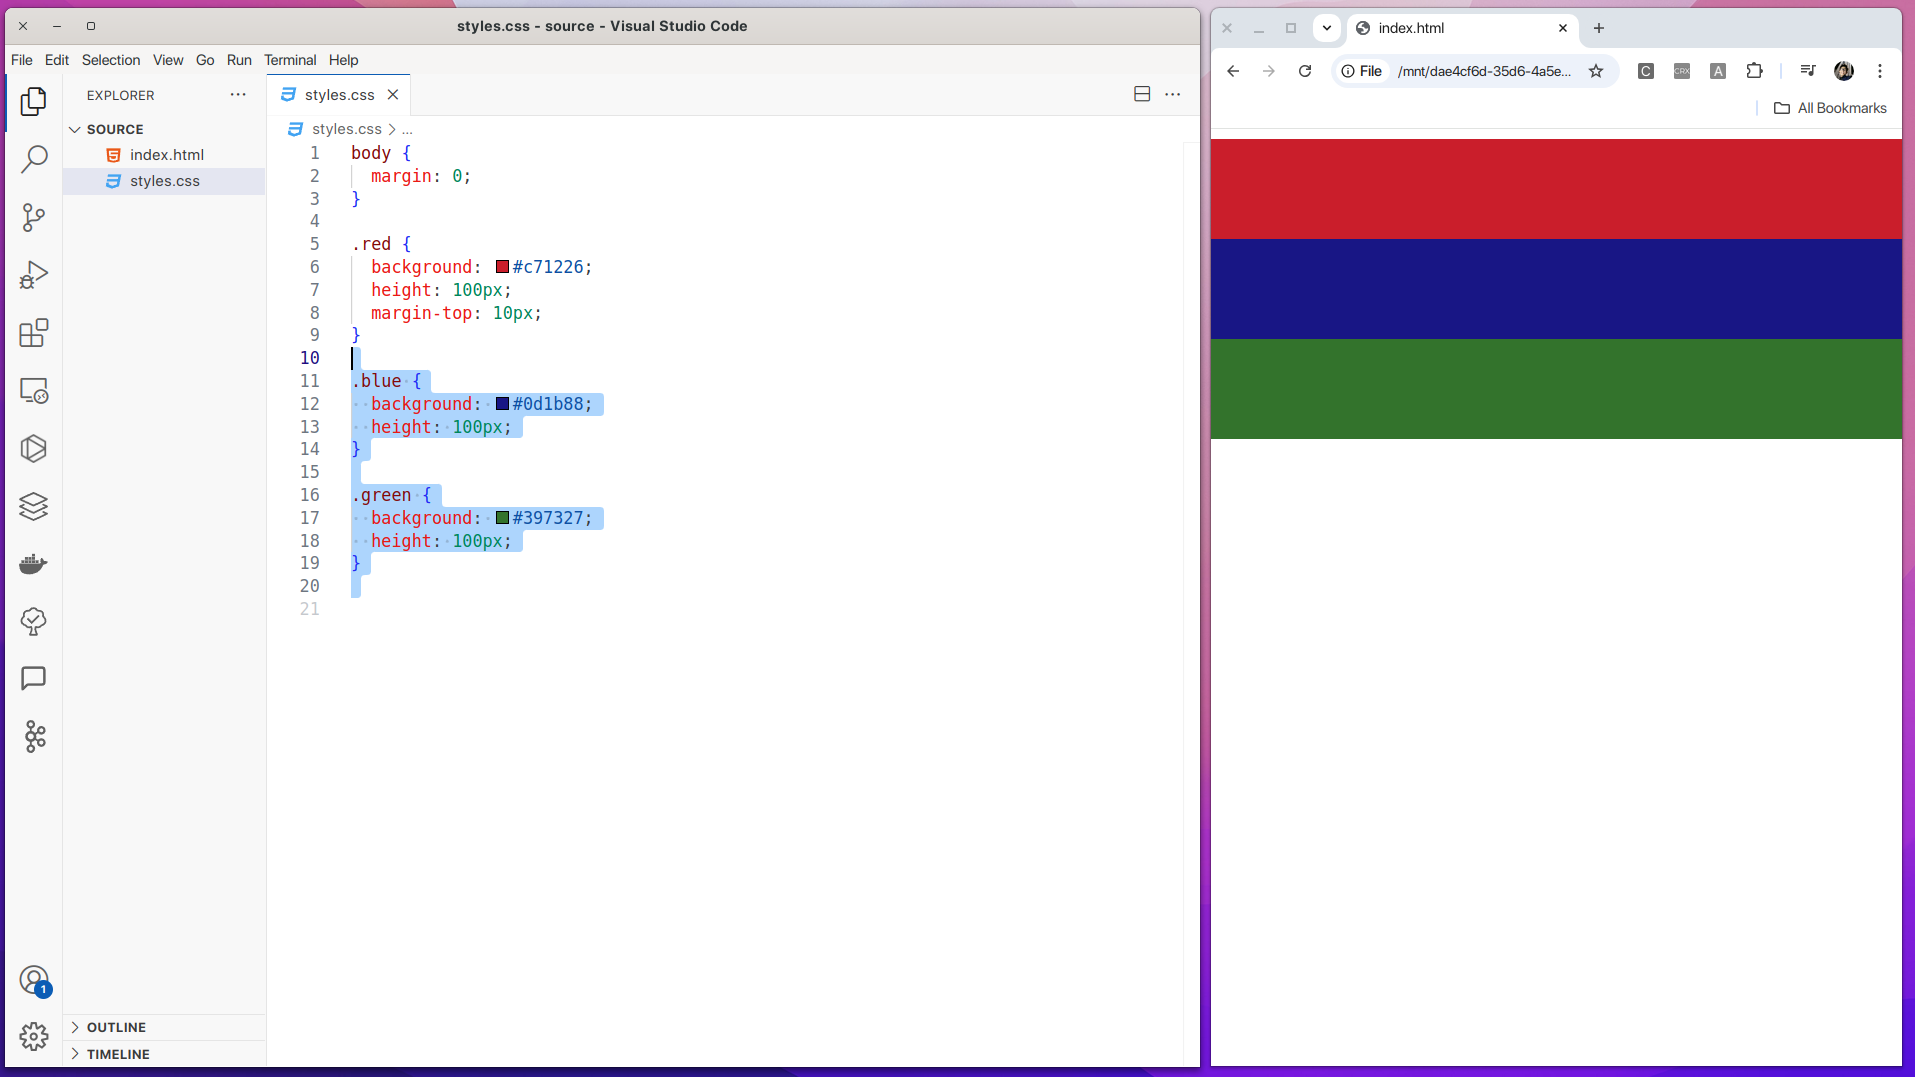 styles.css - source - Visual Studio Code
File Edit Selection View Go Run Terminal Help
EXPLORER
SOURCE
index.html
styles.css
1
OUTLINE
TIMELINE
styles.css
styles.css > ...
1 body {
2 margin: 0;
3 }
4
5 .red {
6 background: #c71226;
7 height: 100px;
8 margin-top: 10px;
9 }
10
11 .blue {
12 background: #0d1b88;
13 height: 100px;
14 }
15
16 .green {
17 background: #397327;
18 height: 100px;
19 }
20
21
index.html
File /mnt/dae4cf6d-35d6-4a5e...
C CRX A
All Bookmarks